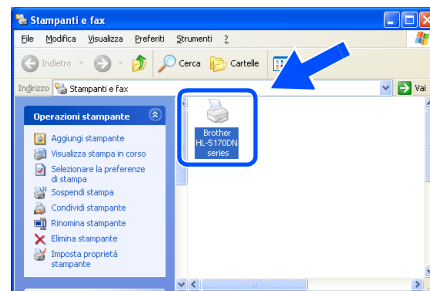 Stampanti e fax
File Modifica Visualizza Preferiti Strumenti ?
Indietro Cerca Cartelle
Indirizzo Stampanti e fax Vai
Operazioni stampante
Aggiungi stampante
Visualizza stampa in corso
Selezionare la preferenze
di stampa
Sospendi stampa
Condividi stampante
Rinomina stampante
Elimina stampante
Imposta proprietà
stampante
Brother
HL-5170DN
series